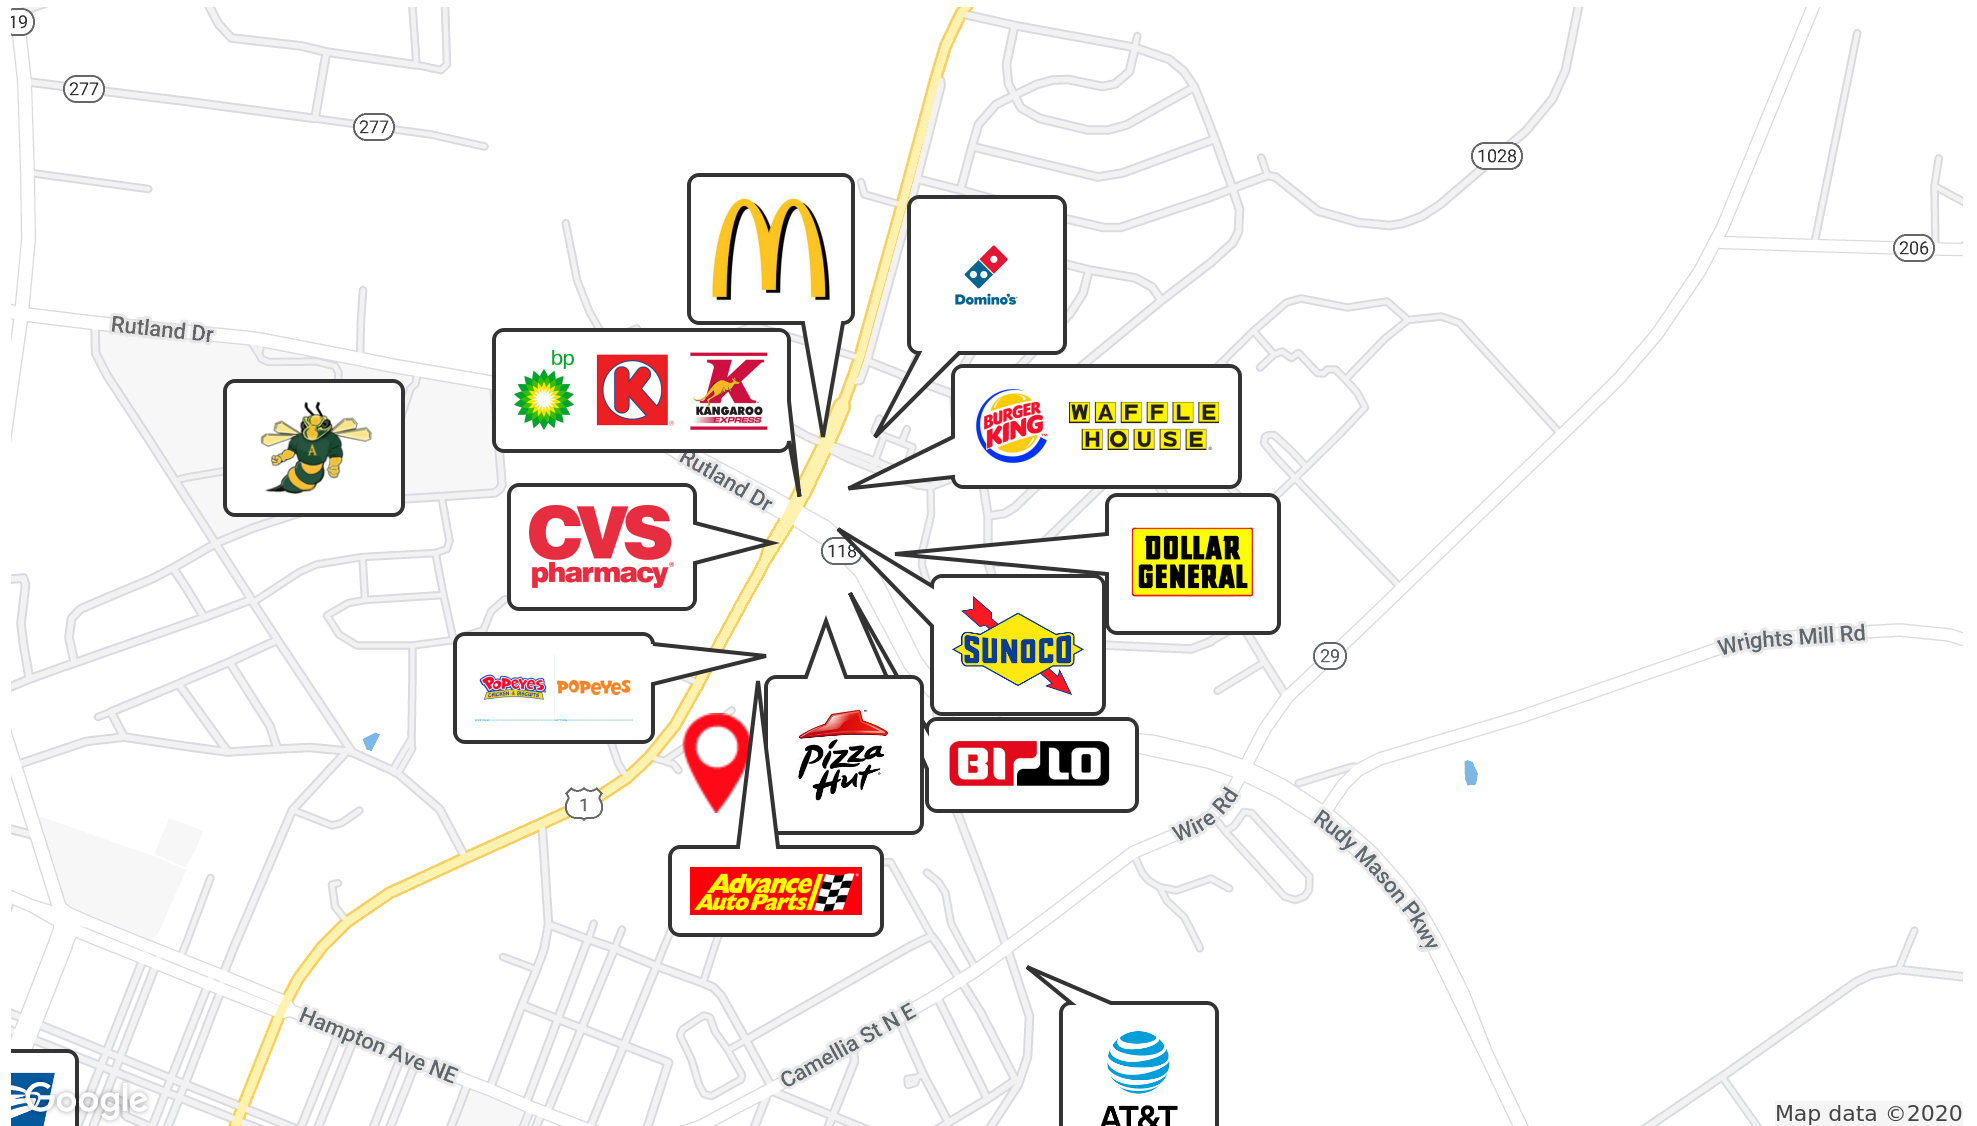 19
277
277
1028
206
Rutland Dr
Domino's
bp
K
K
KANGAROO
EXPRESS
BURGER
KING
WAFFLE
HOUSE
A
Rutland Dr
CVS
pharmacy
118
DOLLAR
GENERAL
SUNOCO
29
Wrights Mill Rd
POPEYES
CHICKEN & BISCUITS
POPEYES
Pizza
Hut
BI-LO
1
Wire Rd
Rudy Mason Pkwy
Advance
Auto Parts
Hampton Ave NE
Camellia St N E
AT&T
Google
Map data ©2020